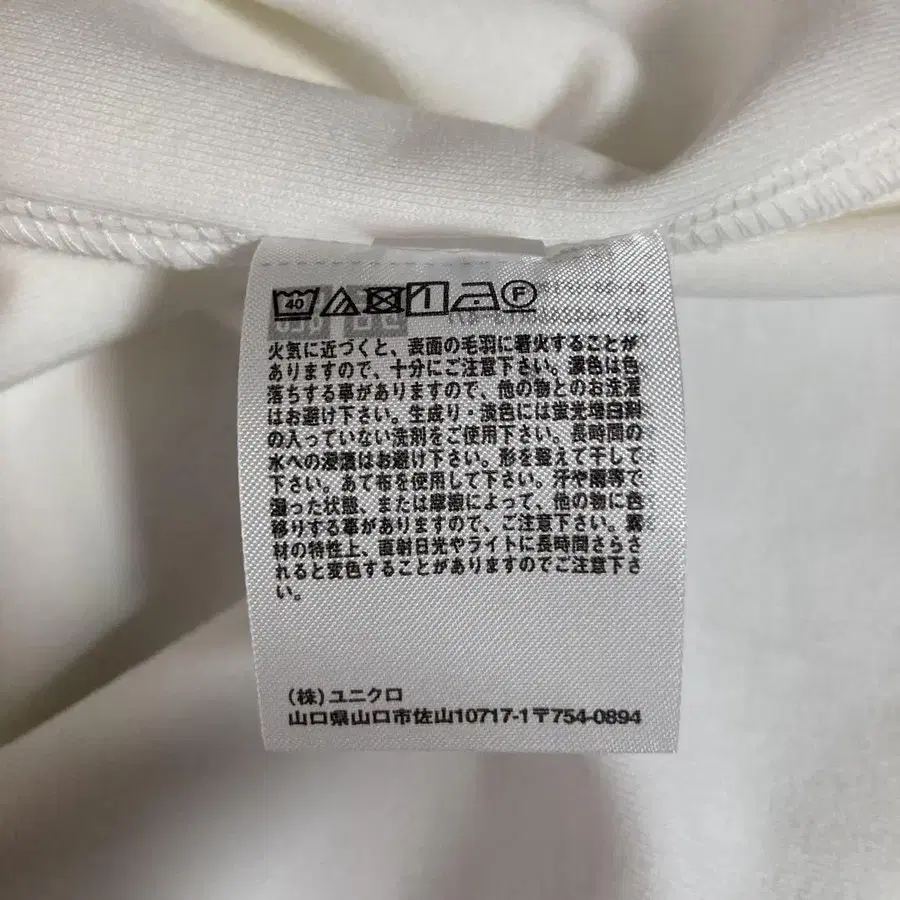 40 F
火気に近づくと、表面の毛羽に着火することが
ありますので、十分にご注意下さい。濃色は色
落ちする事がありますので、他の物とのお洗濯
はお避け下さい。生成り・淡色には蛍光増白剤
の入っていない洗剤をご使用下さい。長時間の
水への浸漬はお避け下さい。形を整えて干して
下さい。あて布を使用して下さい。汗や雨等で
湿った状態、または摩擦によって、他の物に色
移りする事がありますので、ご注意下さい。素
材の特性上、直射日光やライトに長時間さらさ
れると変色することがありますのでご注意下さ
い。
(株)ユニクロ
山口県山口市佐山10717-1〒754-0894